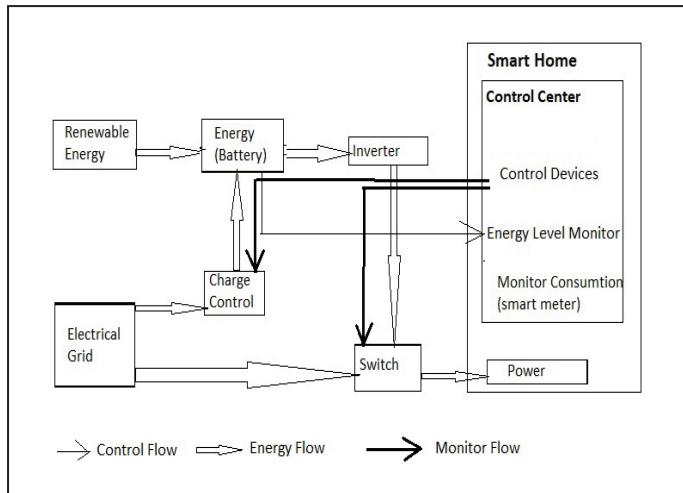 Smart Home
Control Center
Renewable
Energy
Energy
(Battery)
Inverter
Control Devices
Energy Level Monitor
Charge
Control
Monitor Consumtion
(smart meter)
Electrical
Grid
Switch
Power
Control Flow
Energy Flow
Monitor Flow